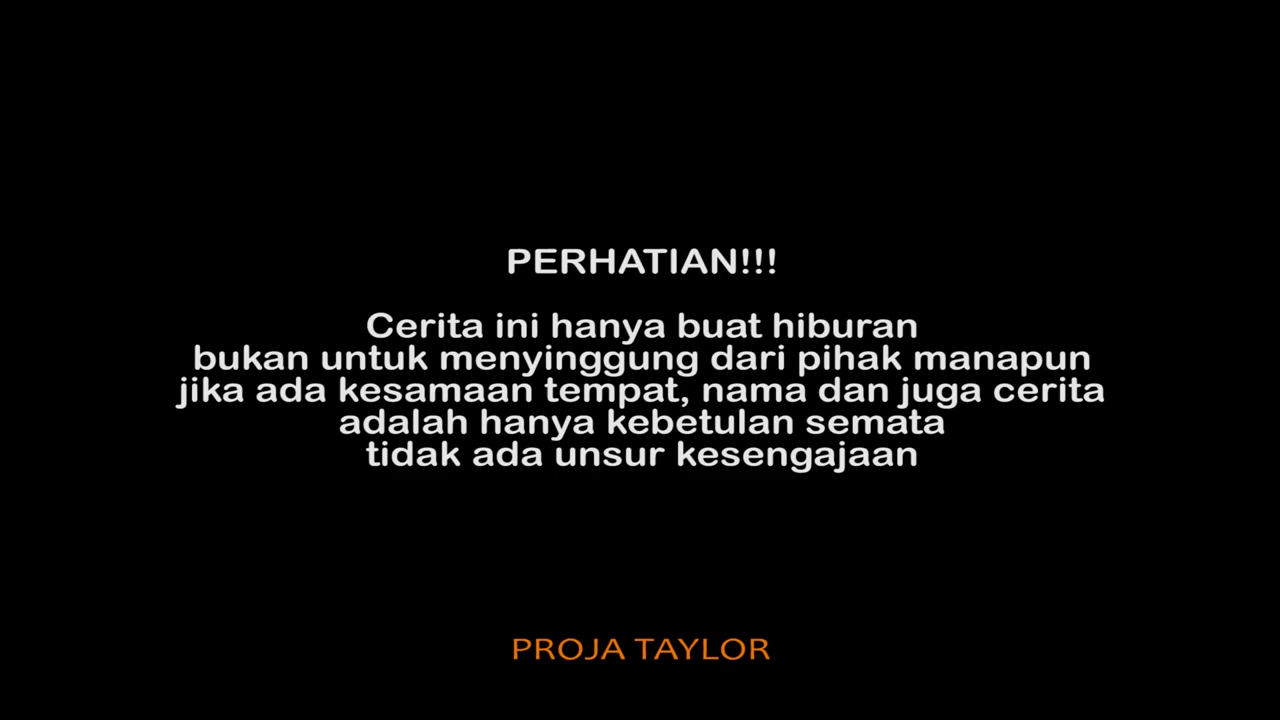 PERHATIAN!!!
Cerita ini hanya buat hiburan
bukan untuk menyinggung dari pihak manapun
jika ada kesamaan tempat, nama dan juga cerita
adalah hanya kebetulan semata
tidak ada unsur kesengajaan
PROJA TAYLOR